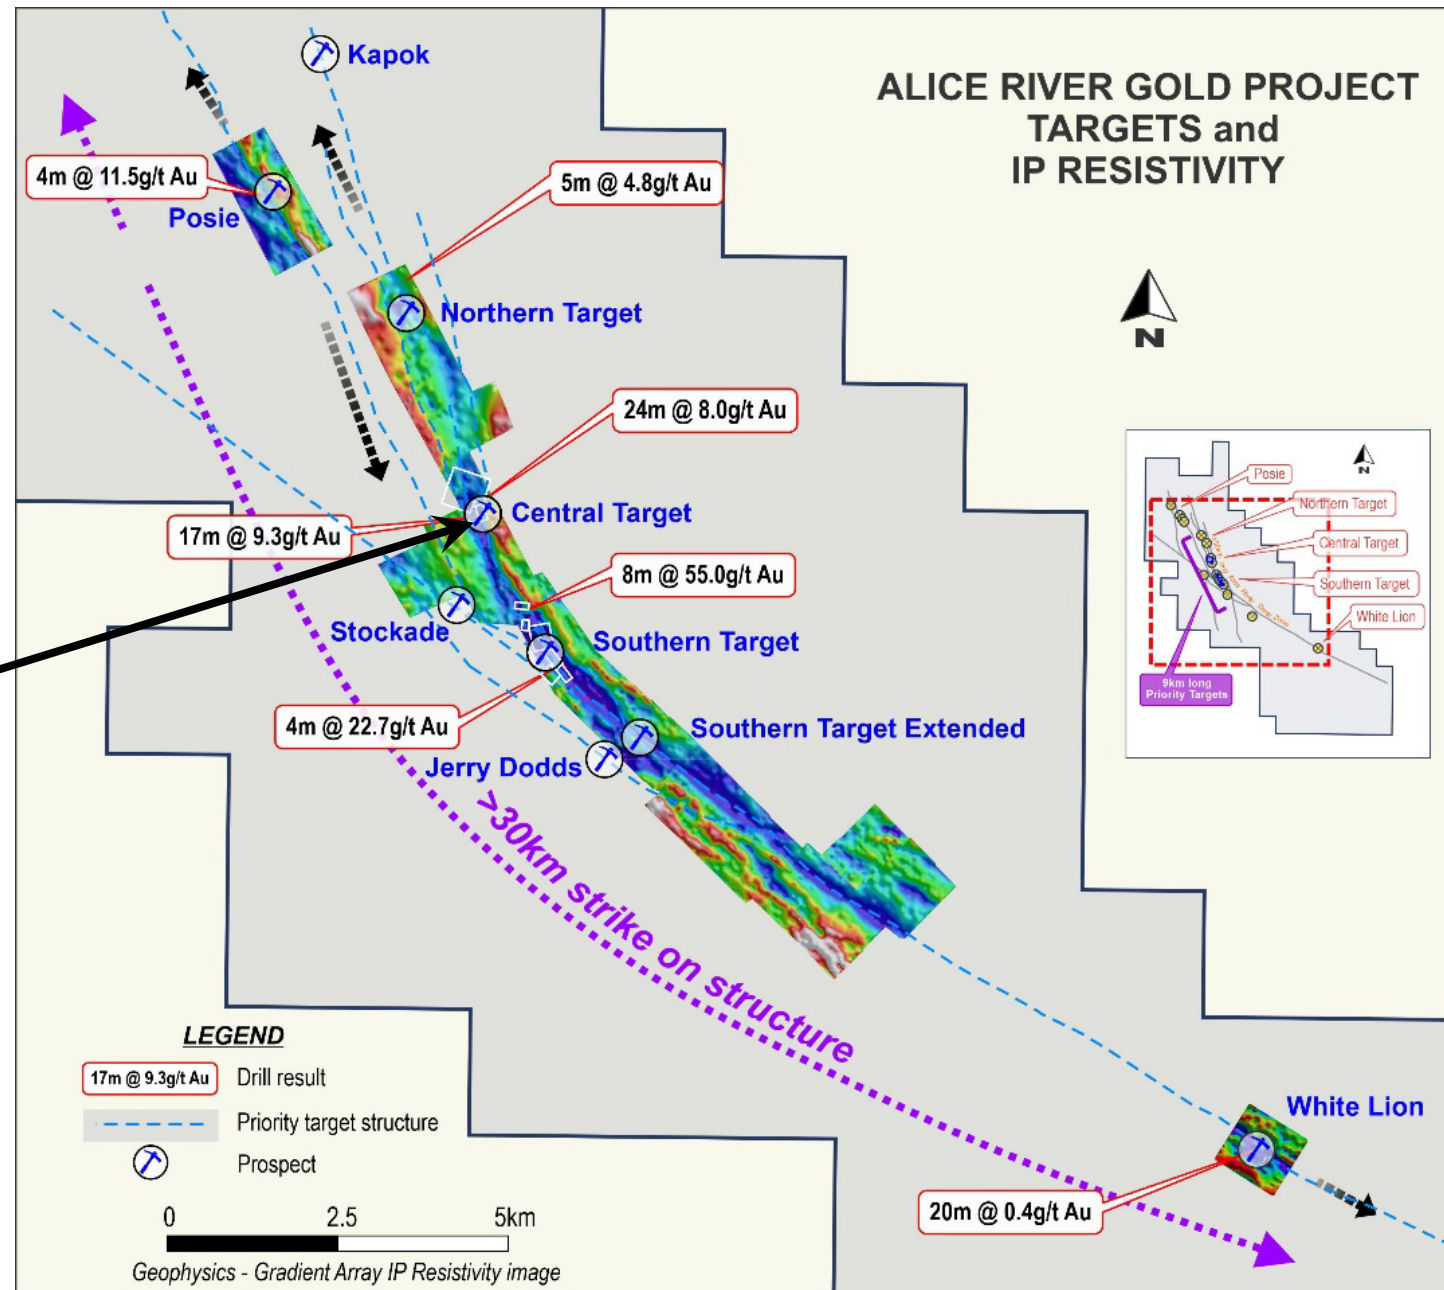 ALICE RIVER GOLD PROJECT
TARGETS and
IP RESISTIVITY
Kapok
4m @ 11.5g/t Au
Posie
5m @ 4.8g/t Au
Northern Target
N
24m @ 8.0g/t Au
Central Target
17m @ 9.3g/t Au
8m @ 55.0g/t Au
Stockade
Southern Target
4m @ 22.7g/t Au
Southern Target Extended
Jerry Dodds
>30km strike on structure
White Lion
20m @ 0.4g/t Au
N
Posie
Northern Target
Central Target
Southern Target
White Lion
9km long
Priority Targets
LEGEND
17m @ 9.3g/t Au Drill result
Priority target structure
Prospect
0 2.5 5km
Geophysics - Gradient Array IP Resistivity image